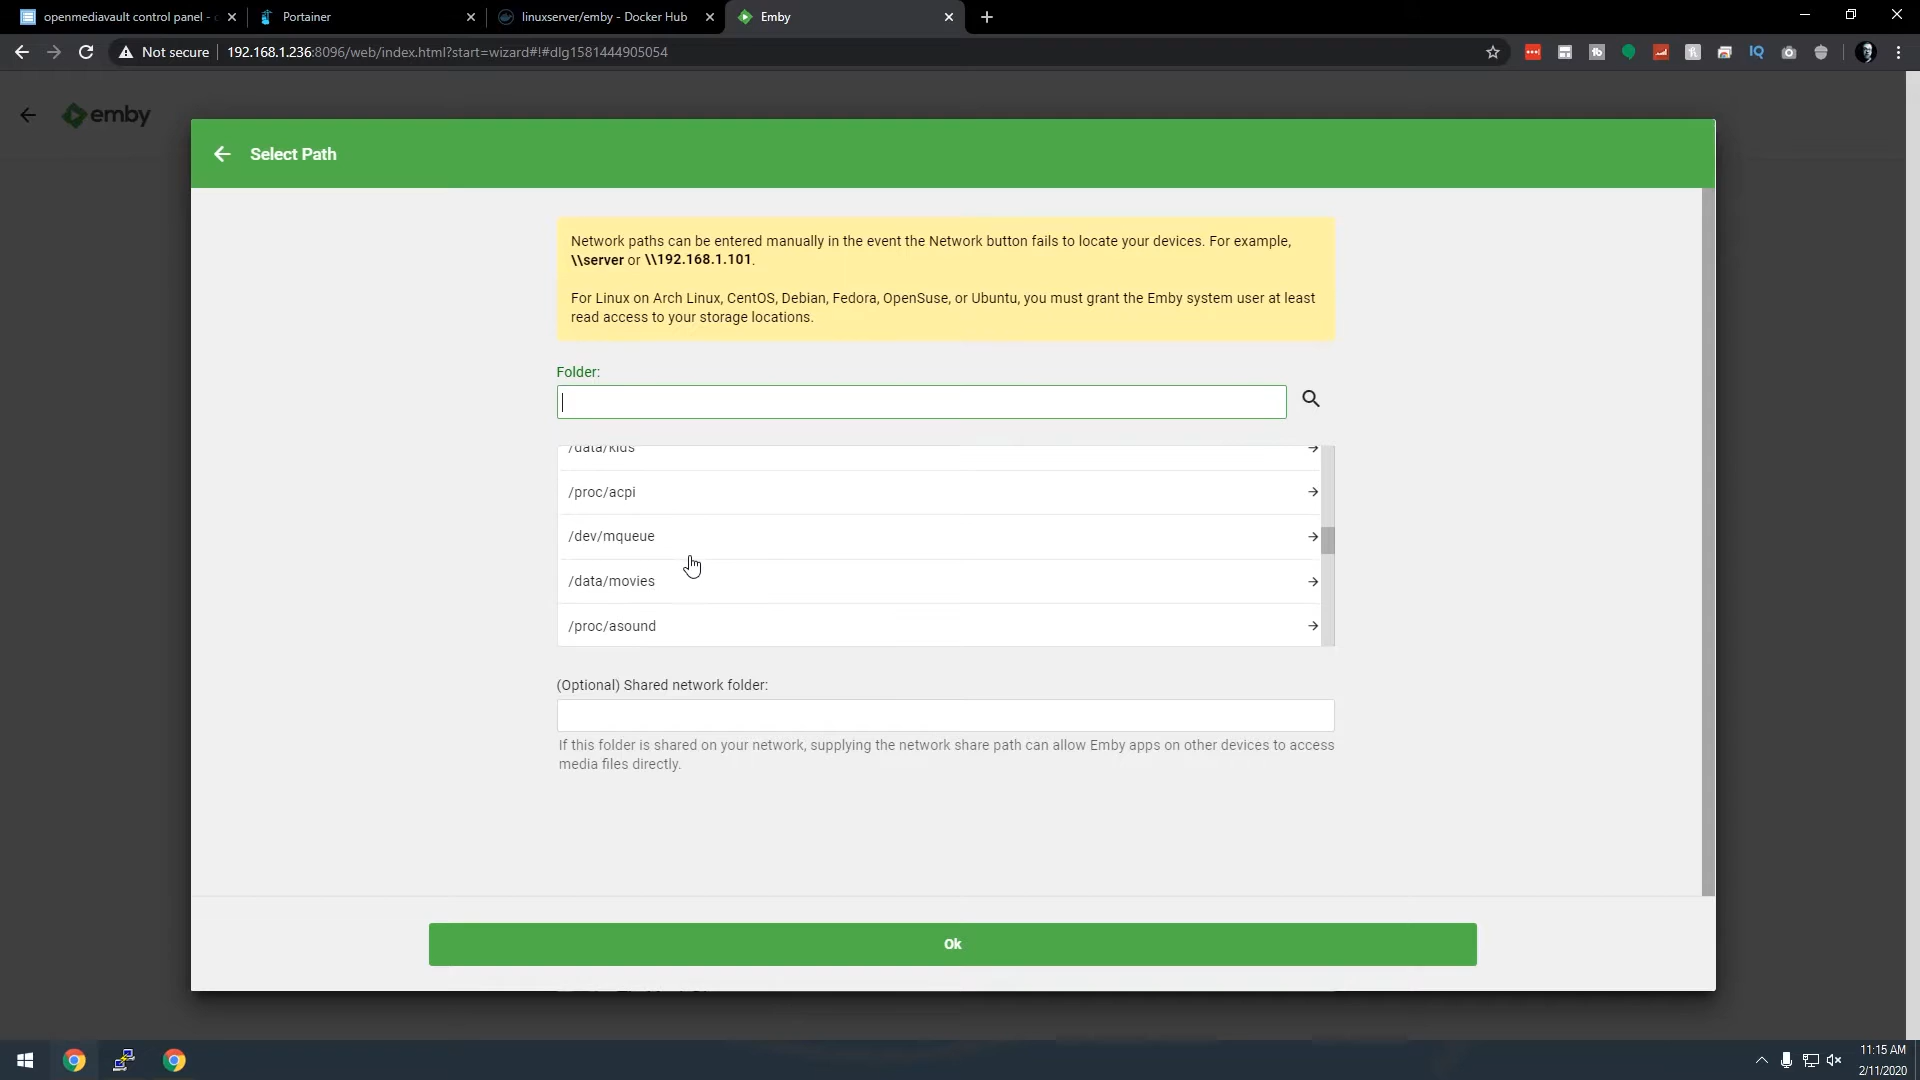 openmediavault control panel -
Portainer
linuxserver/emby - Docker Hub
Emby
Not secure
192.168.1.236:8096/web/index.html?start=wizard#!#dlg1581444905054
emby
Select Path
Network paths can be entered manually in the event the Network button fails to locate your devices. For example,
\\server or \\192.168.1.101.
For Linux on Arch Linux, CentOS, Debian, Fedora, OpenSuse, or Ubuntu, you must grant the Emby system user at least
read access to your storage locations.
Folder:
/data/kids
/proc/acpi
/dev/mqueue
/data/movies
/proc/asound
(Optional) Shared network folder:
If this folder is shared on your network, supplying the network share path can allow Emby apps on other devices to access
media files directly.
Ok
11:15 AM
2/11/2020